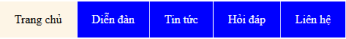 Trang chủ Diễn đàn Tin tức Hỏi đáp Liên hệ